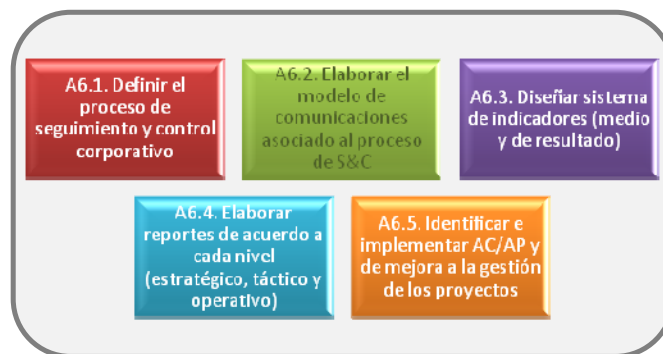 A6.1. Definir el
proceso de
seguimiento y control
corporativo
A6.2. Elaborar el
modelo de
comunicaciones
asociado al proceso
de S&C
A6.3. Diseñar sistema
de indicadores (medio
y de resultado)
A6.4. Elaborar
reportes de acuerdo a
cada nivel
(estratégico, táctico y
operativo)
A6.5. Identificar e
implementar AC/AP y
de mejora a la gestión
de los proyectos